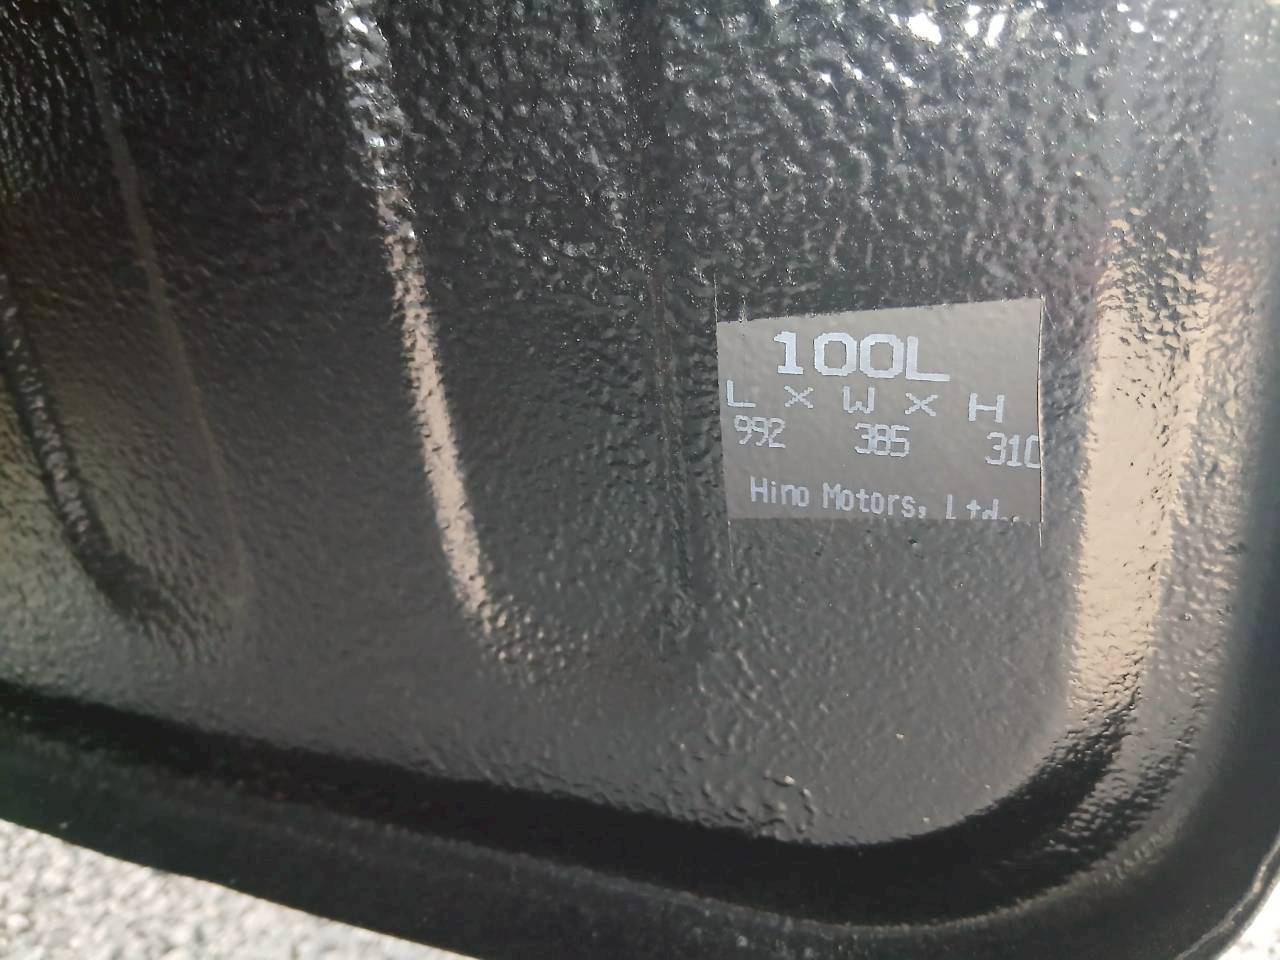 100L
L × W × H
992 385 310
Hino Motors, Ltd.